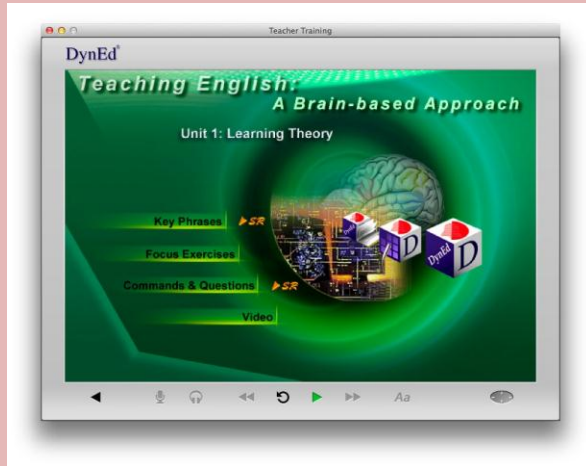 Teacher Training
DynEd®
Teaching English:
A Brain-based Approach
Unit 1: Learning Theory
Key Phrases
SR
Focus Exercises
Commands & Questions
SR
Video
DynEd
D
Aa